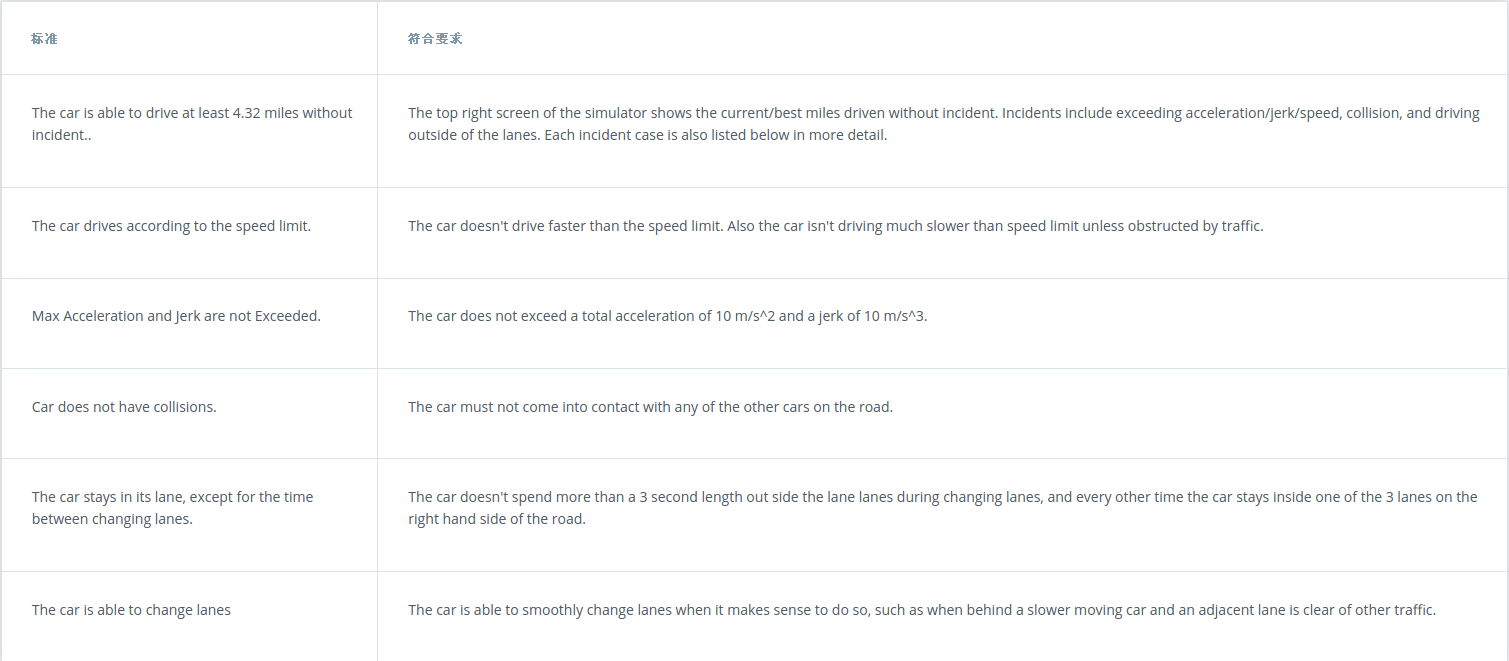 标准
符合要求
The car is able to drive at least 4.32 miles without
incident..
The top right screen of the simulator shows the current/best miles driven without incident. Incidents include exceeding acceleration/jerk/speed, collision, and driving
outside of the lanes. Each incident case is also listed below in more detail.
The car drives according to the speed limit.
The car doesn't drive faster than the speed limit. Also the car isn't driving much slower than speed limit unless obstructed by traffic.
Max Acceleration and Jerk are not Exceeded.
The car does not exceed a total acceleration of 10 m/s^2 and a jerk of 10 m/s^3.
Car does not have collisions.
The car must not come into contact with any of the other cars on the road.
The car stays in its lane, except for the time
between changing lanes.
The car doesn't spend more than a 3 second length out side the lane lanes during changing lanes, and every other time the car stays inside one of the 3 lanes on the
right hand side of the road.
The car is able to change lanes
The car is able to smoothly change lanes when it makes sense to do so, such as when behind a slower moving car and an adjacent lane is clear of other traffic.